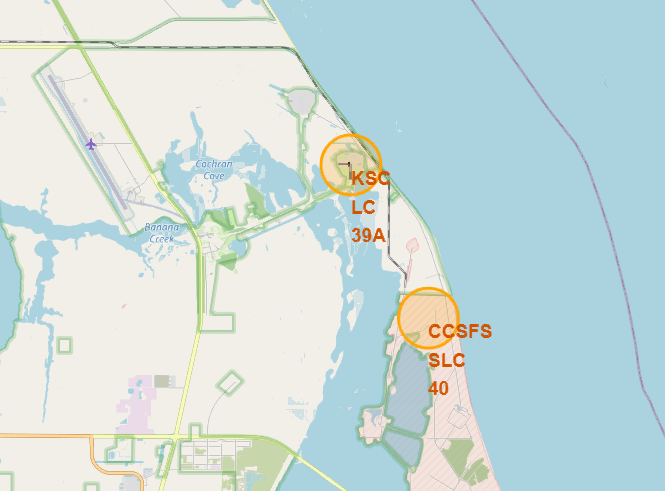 Cochran
Cove
KSC
LC
39A
Banana
Creek
CCSFS
SLC
40